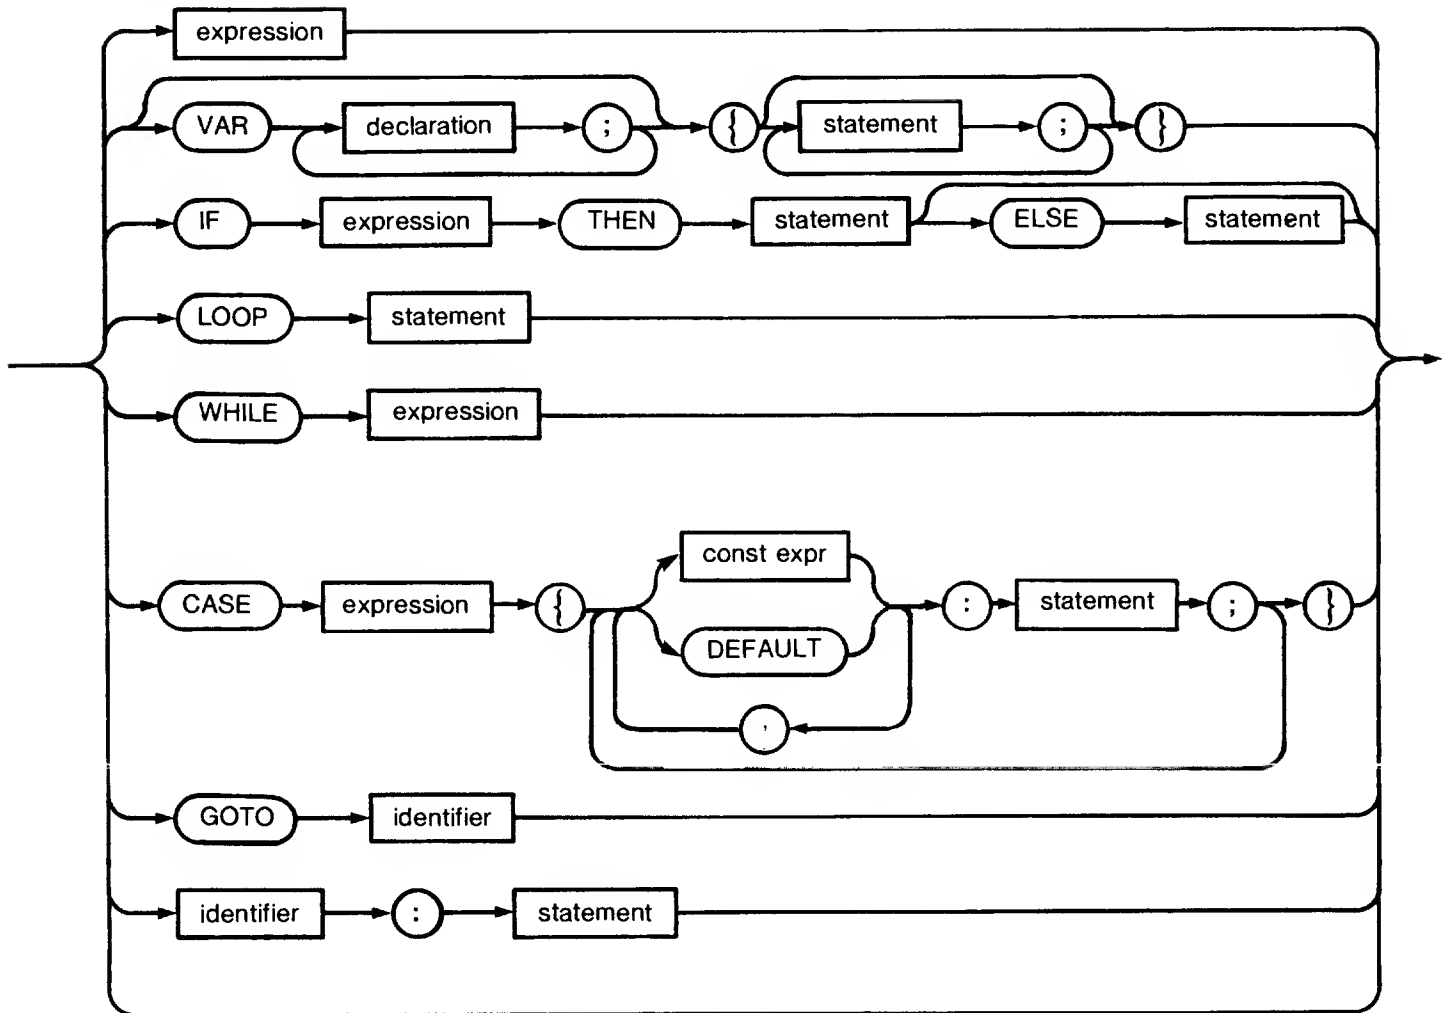 expression
VAR declaration ; { statement ; }
IF expression THEN statement ELSE statement
LOOP statement
WHILE expression
const expr
CASE expression { : statement ; }
DEFAULT
,
GOTO identifier
identifier : statement